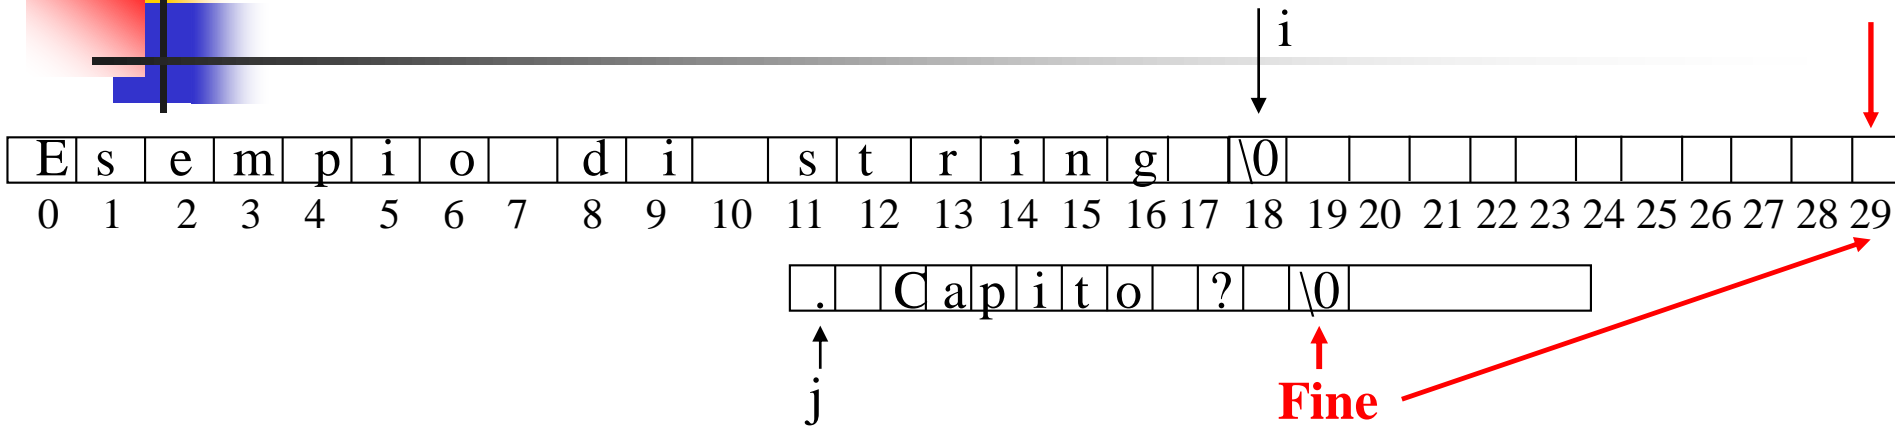 i
E s e m p i o d i s t r i n g \0
0 1 2 3 4 5 6 7 8 9 10 11 12 13 14 15 16 17 18 19 20 21 22 23 24 25 26 27 28 29
. C a p i t o ? \0
j Fine